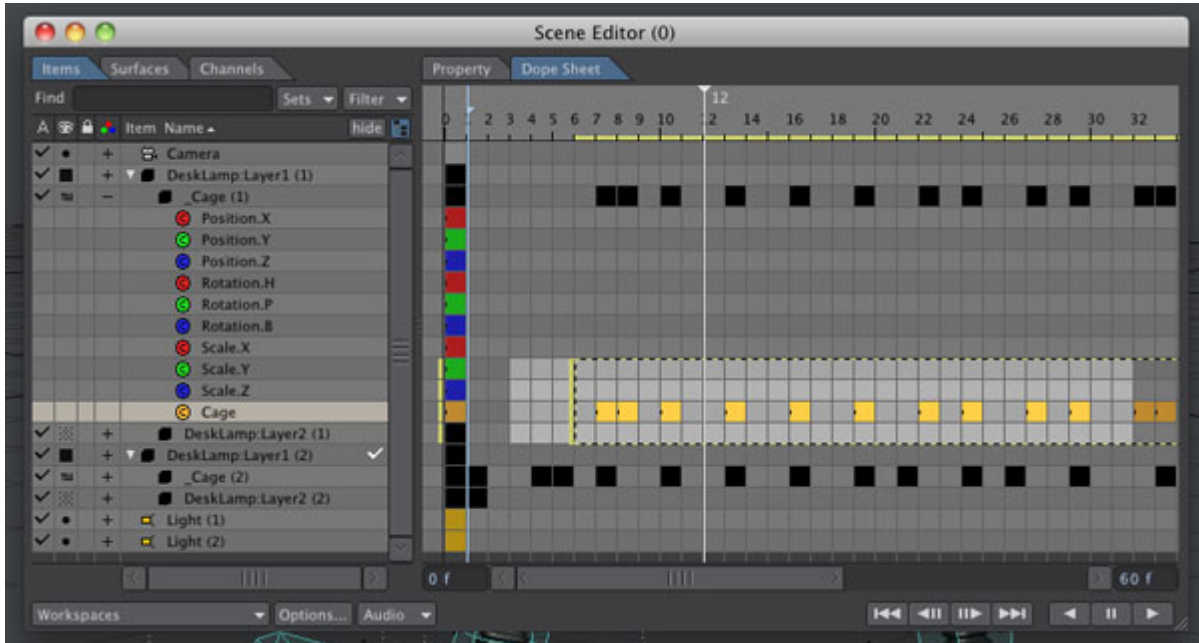 Scene Editor (0)
Items Surfaces Channels Property Dope Sheet
Find Sets Filter
12
A Item Name hide
0 1 2 3 4 5 6 7 8 9 10 12 14 16 18 20 22 24 26 28 30 32
Camera
DeskLamp:Layer1 (1)
_Cage (1)
Position.X
Position.Y
Position.Z
Rotation.H
Rotation.P
Rotation.B
Scale.X
Scale.Y
Scale.Z
Cage
DeskLamp:Layer2 (1)
DeskLamp:Layer1 (2)
_Cage (2)
DeskLamp:Layer2 (2)
Light (1)
Light (2)
0 f 60 f
Workspaces Options... Audio